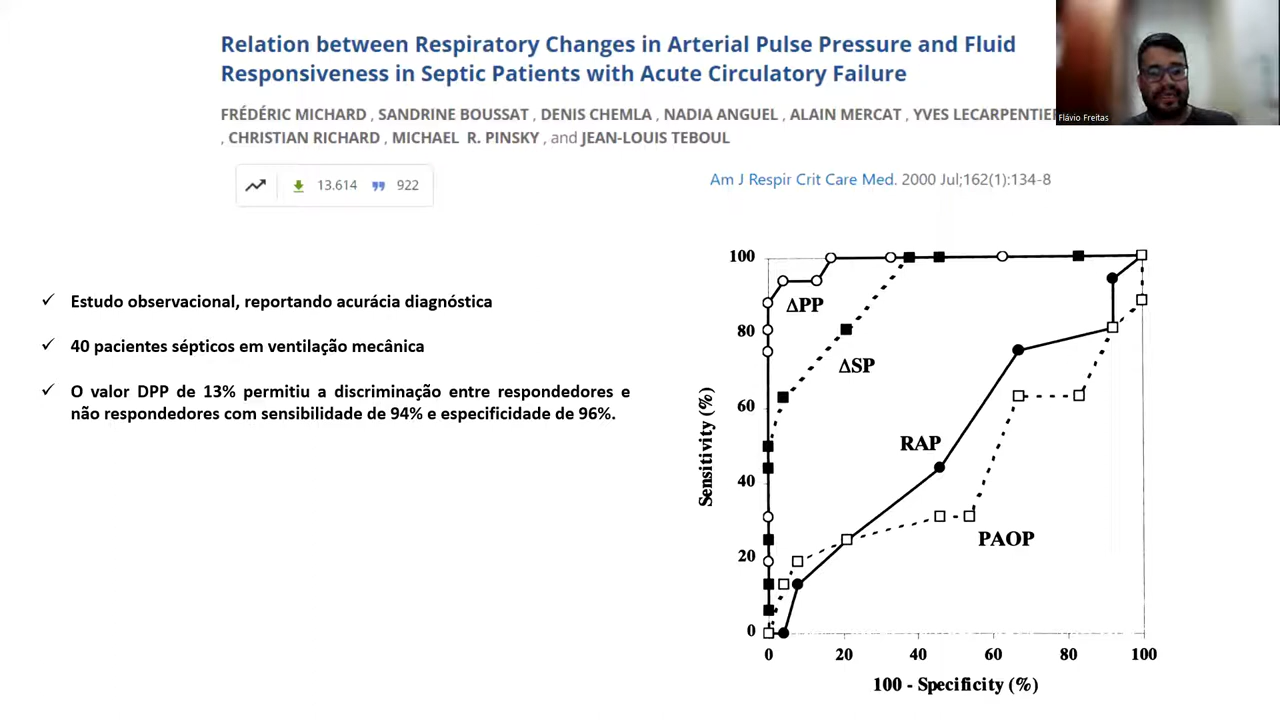 Relation between Respiratory Changes in Arterial Pulse Pressure and Fluid
Responsiveness in Septic Patients with Acute Circulatory Failure
FRÉDÉRIC MICHARD , SANDRINE BOUSSAT , DENIS CHEMLA , NADIA ANGUEL , ALAIN MERCAT , YVES LECARPENTIER
, CHRISTIAN RICHARD , MICHAEL R. PINSKY , and JEAN-LOUIS TEBOUL
Flávio Freitas
13.614 922
Am J Respir Crit Care Med. 2000 Jul;162(1):134-8
✓ Estudo observacional, reportando acurácia diagnóstica
✓ 40 pacientes sépticos em ventilação mecânica
✓ O valor DPP de 13% permitiu a discriminação entre respondedores e
não respondedores com sensibilidade de 94% e especificidade de 96%.
100
80
60
40
20
0
Sensitivity (%)
ΔPP
ΔSP
RAP
PAOP
0 20 40 60 80 100
100 - Specificity (%)